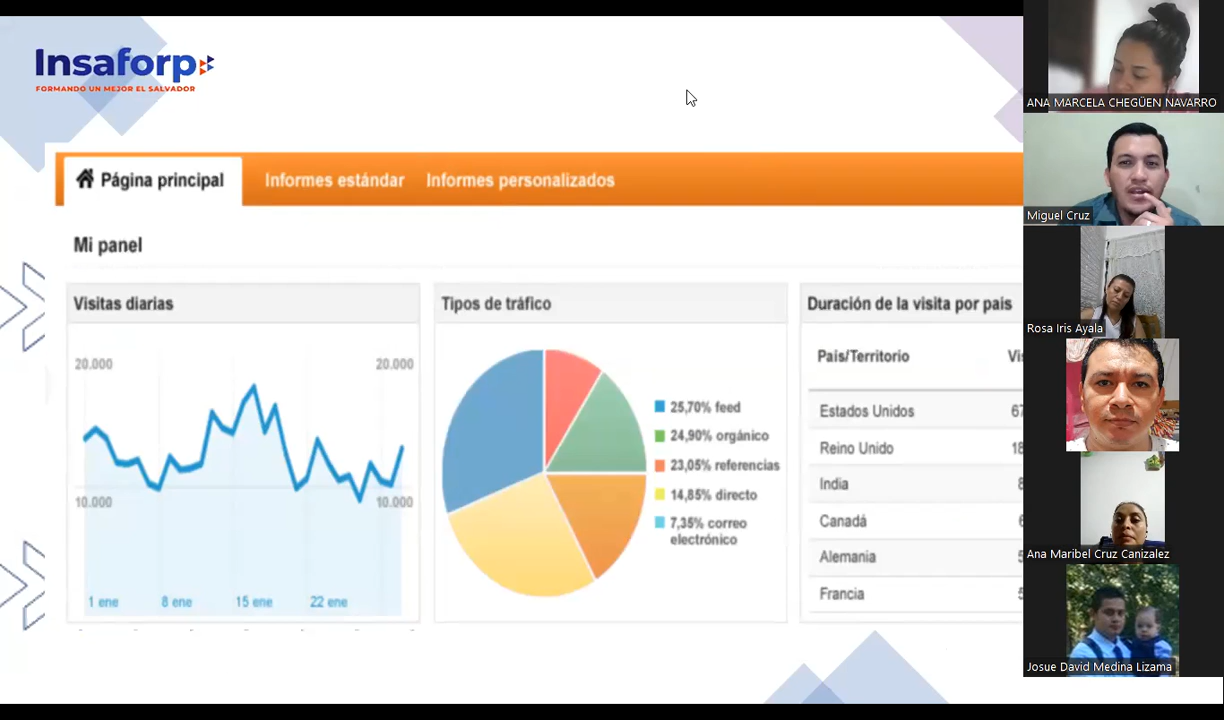 Insaforp
FORMANDO UN MEJOR EL SALVADOR
Página principal
Informes estándar
Informes personalizados
Mi panel
Visitas diarias
20.000
20.000
10.000
10.000
1 ene
8 ene
15 ene
22 ene
Tipos de tráfico
25,70% feed
24,90% orgánico
23,05% referencias
14,85% directo
7,35% correo
electrónico
Duración de la visita por pais
País/Territorio
Estados Unidos
Reino Unido
India
Canadá
Alemania
Francia
ANA MARCELA CHEGÜEN NAVARRO
Miguel Cruz
Rosa Iris Ayala
Ana Maribel Cruz Canizalez
Josue David Medina Lizama